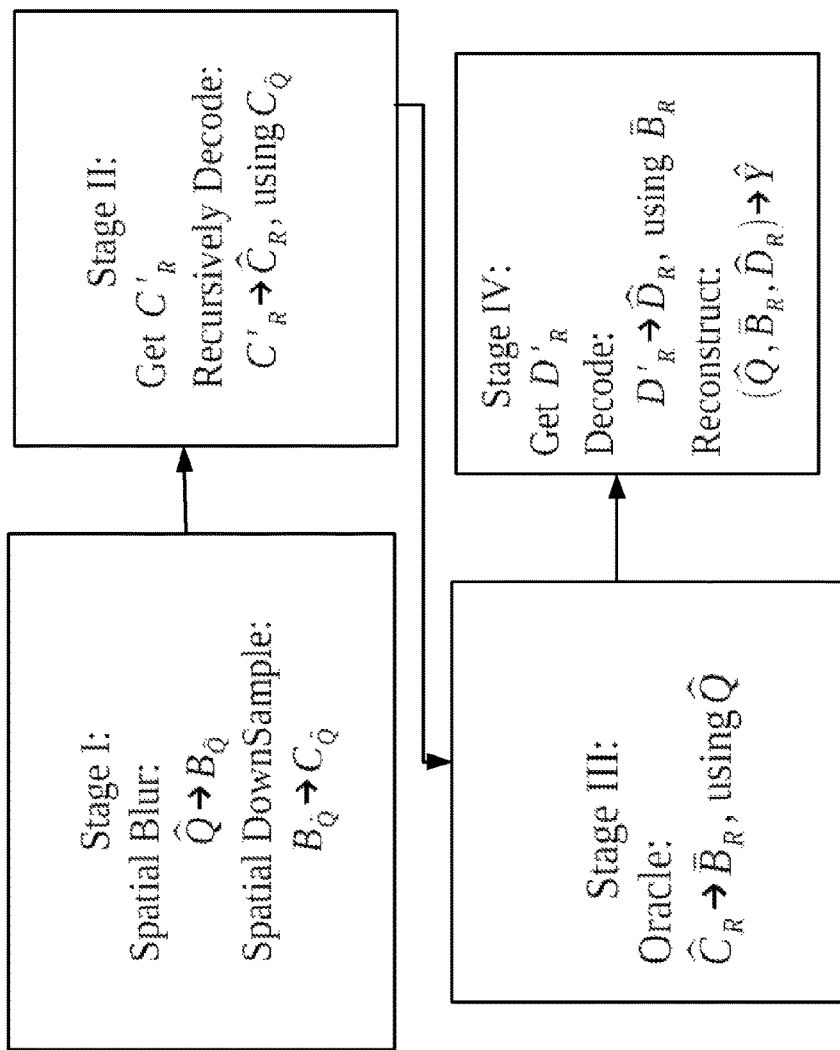 Stage I:
Spatial Blur:
Q̂ → B_Q̂
Spatial DownSample:
B_Q̂ → C_Q̂
Stage II:
Get C'_R
Recursively Decode:
C'_R → Ĉ_R, using C_Q̂
Stage III:
Oracle:
Ĉ_R → B̅_R, using Q̂
Stage IV:
Get D'_R
Decode:
D'_R → D̂_R, using B̅_R
Reconstruct:
(Q̂, B̅_R, D̂_R) → Ŷ